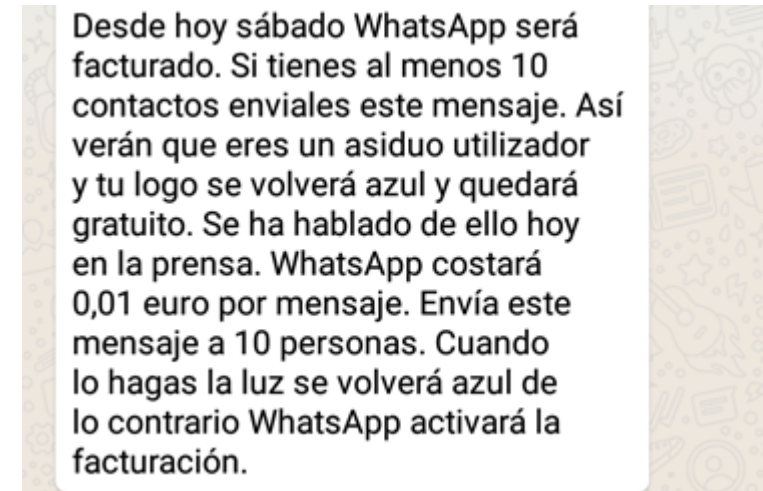 Desde hoy sábado WhatsApp será
facturado. Si tienes al menos 10
contactos enviales este mensaje. Así
verán que eres un asiduo utilizador
y tu logo se volverá azul y quedará
gratuito. Se ha hablado de ello hoy
en la prensa. WhatsApp costará
0,01 euro por mensaje. Envía este
mensaje a 10 personas. Cuando
lo hagas la luz se volverá azul de
lo contrario WhatsApp activará la
facturación.